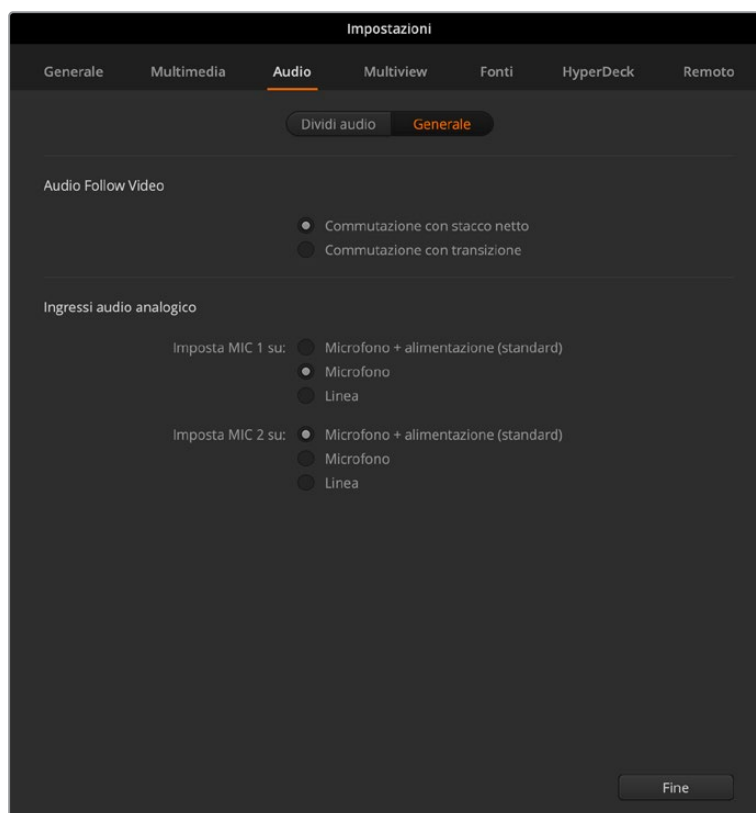 Impostazioni
Generale Multimedia Audio Multiview Fonti HyperDeck Remoto
Dividi audio Generale
Audio Follow Video
Commutazione con stacco netto
Commutazione con transizione
Ingressi audio analogico
Imposta MIC 1 su: Microfono + alimentazione (standard)
Microfono
Linea
Imposta MIC 2 su: Microfono + alimentazione (standard)
Microfono
Linea
Fine